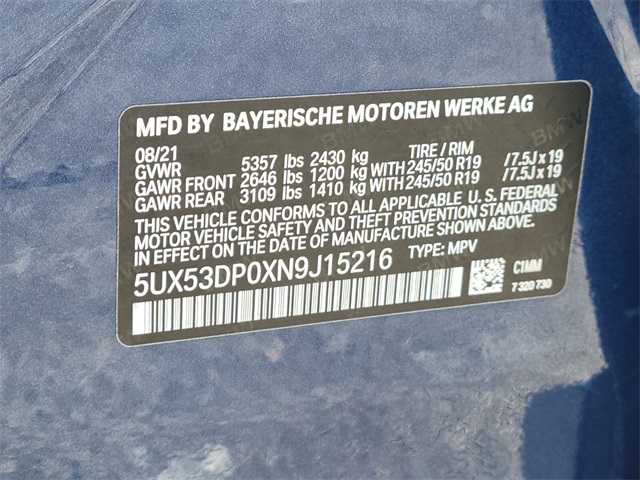 MFD BY BAYERISCHE MOTOREN WERKE AG
08/21 TIRE / RIM
GVWR 5357 lbs 2430 kg
GAWR FRONT 2646 lbs 1200 kg WITH 245/50 R19 /7.5J x 19
GAWR REAR 3109 lbs 1410 kg WITH 245/50 R19 /7.5J x 19
THIS VEHICLE CONFORMS TO ALL APPLICABLE U. S. FEDERAL
MOTOR VEHICLE SAFETY AND THEFT PREVENTION STANDARDS
IN EFFECT ON THE DATE OF MANUFACTURE SHOWN ABOVE.
5UX53DP0XN9J15216 TYPE: MPV
C1MM
7 320 730